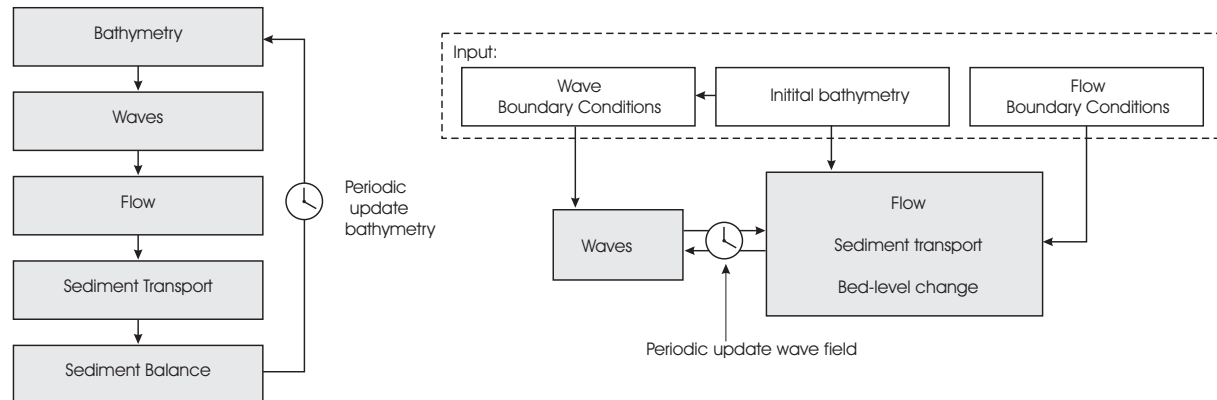 Bathymetry
Waves
Flow
Sediment Transport
Sediment Balance
Periodic
update
bathymetry
Input:
Wave
Boundary Conditions
Initital bathymetry
Flow
Boundary Conditions
Waves
Flow
Sediment transport
Bed-level change
Periodic update wave field